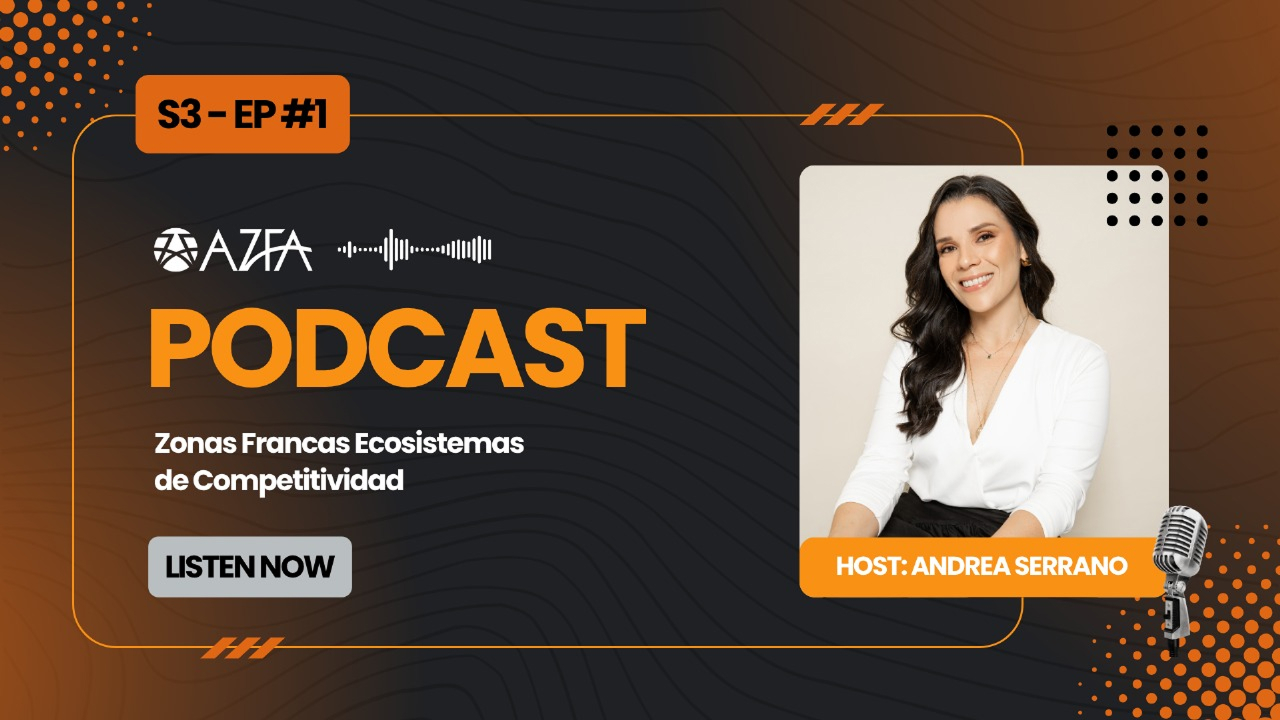 S3 - EP #1
AZFA
PODCAST
Zonas Francas Ecosistemas
de Competitividad
LISTEN NOW
HOST: ANDREA SERRANO